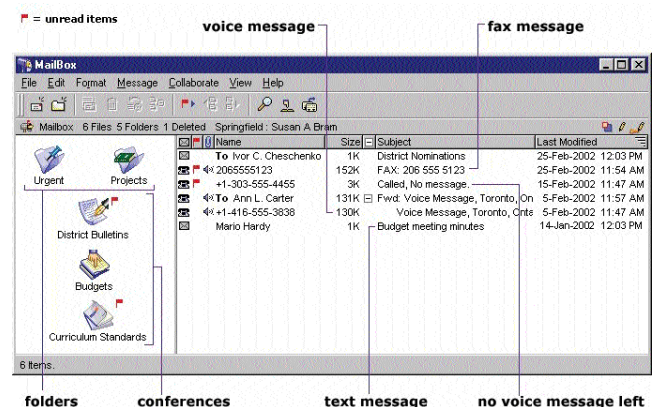 = unread items
voice message
fax message
MailBox
File Edit Format Message Collaborate View Help
Mailbox 6 Files 5 Folders 1 Deleted Springfield : Susan A Bram
Name Size Subject Last Modified
To Ivor C. Cheschenko 1K District Nominations 25-Feb-2002 12:03 PM
2065555123 152K FAX: 206 555 5123 25-Feb-2002 11:54 AM
+1-303-555-4455 3K Called, No message. 15-Feb-2002 11:47 AM
To Ann L. Carter 131K Fwd: Voice Message, Toronto, On 5-Feb-2002 11:57 AM
+1-416-555-3838 130K Voice Message, Toronto, Onta 5-Feb-2002 11:47 AM
Mario Hardy 1K Budget meeting minutes 14-Jan-2002 12:03 PM
Urgent Projects
District Bulletins
Budgets
Curriculum Standards
6 Items.
folders conferences text message no voice message left